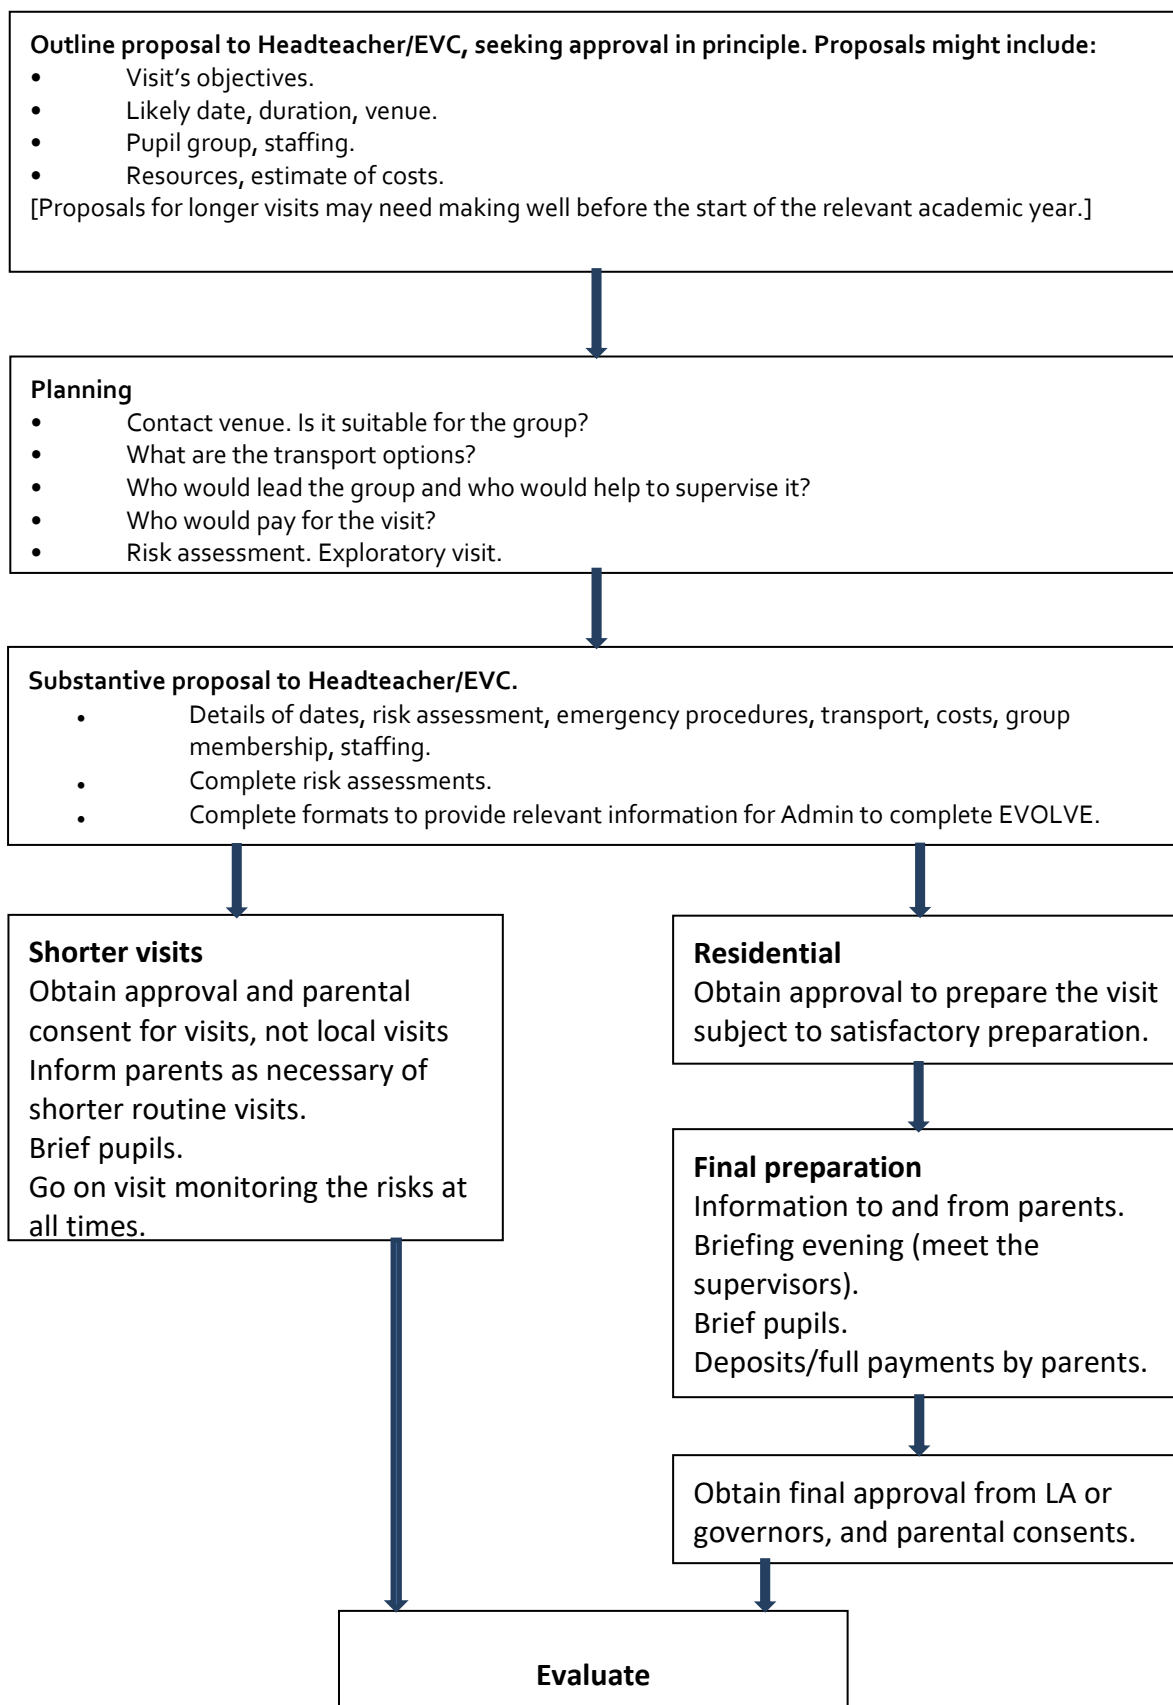 Outline proposal to Headteacher/EVC, seeking approval in principle. Proposals might include:
• Visit's objectives.
• Likely date, duration, venue.
• Pupil group, staffing.
• Resources, estimate of costs.
[Proposals for longer visits may need making well before the start of the relevant academic year.]
Planning
• Contact venue. Is it suitable for the group?
• What are the transport options?
• Who would lead the group and who would help to supervise it?
• Who would pay for the visit?
• Risk assessment. Exploratory visit.
Substantive proposal to Headteacher/EVC.
• Details of dates, risk assessment, emergency procedures, transport, costs, group
membership, staffing.
• Complete risk assessments.
• Complete formats to provide relevant information for Admin to complete EVOLVE.
Shorter visits
Obtain approval and parental
consent for visits, not local visits
Inform parents as necessary of
shorter routine visits.
Brief pupils.
Go on visit monitoring the risks at
all times.
Residential
Obtain approval to prepare the visit
subject to satisfactory preparation.
Final preparation
Information to and from parents.
Briefing evening (meet the
supervisors).
Brief pupils.
Deposits/full payments by parents.
Obtain final approval from LA or
governors, and parental consents.
Evaluate